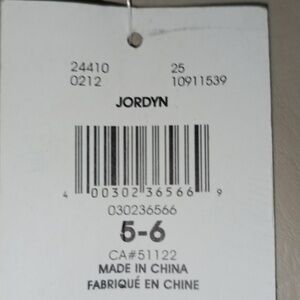 24410 25
0212 10911539
JORDYN
4 00302 36566 9
030236566
5-6
CA#51122
MADE IN CHINA
FABRIQUÉ EN CHINE